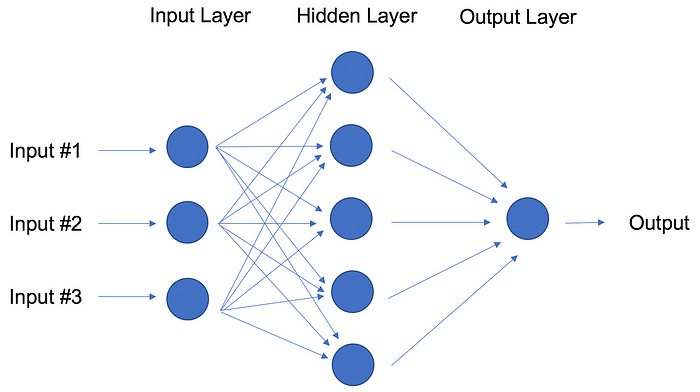 Input Layer
Hidden Layer
Output Layer
Input #1
Input #2
Output
Input #3